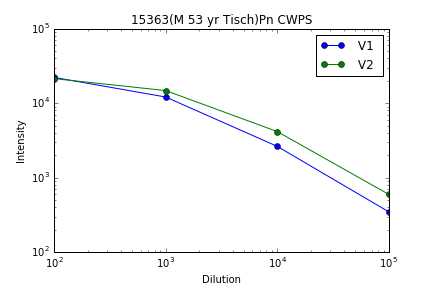 15363(M 53 yr Tisch)Pn CWPS
10^5
10^4
10^3
10^2
Intensity
V1
V2
10^2 10^3 10^4 10^5
Dilution